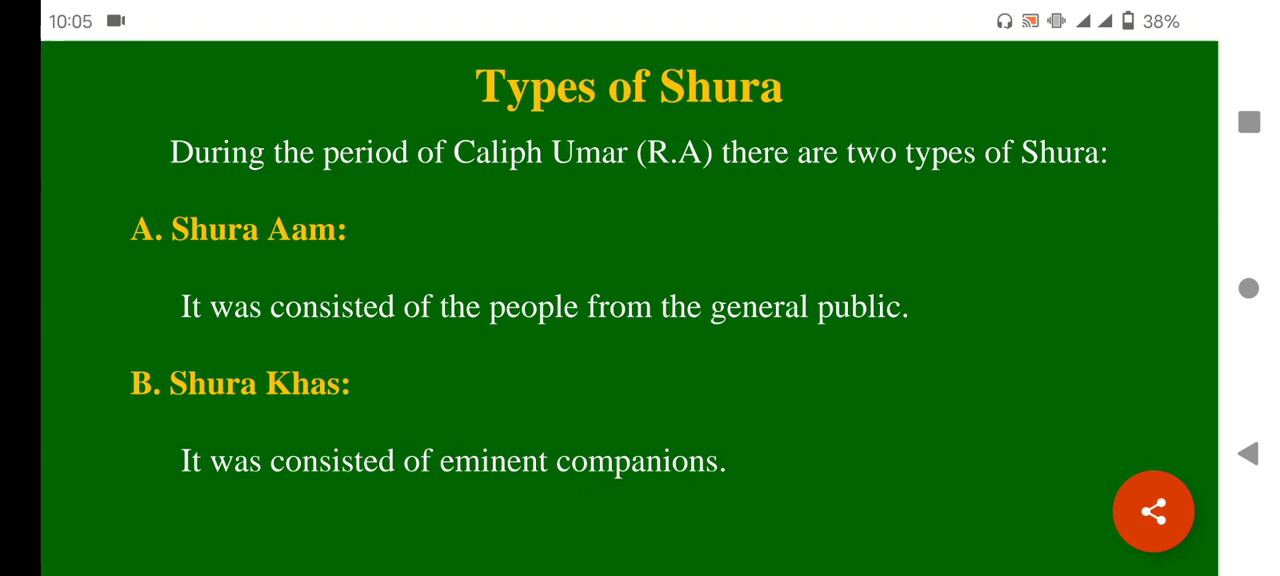 10:05 38%
Types of Shura
During the period of Caliph Umar (R.A) there are two types of Shura:
A. Shura Aam:
It was consisted of the people from the general public.
B. Shura Khas:
It was consisted of eminent companions.